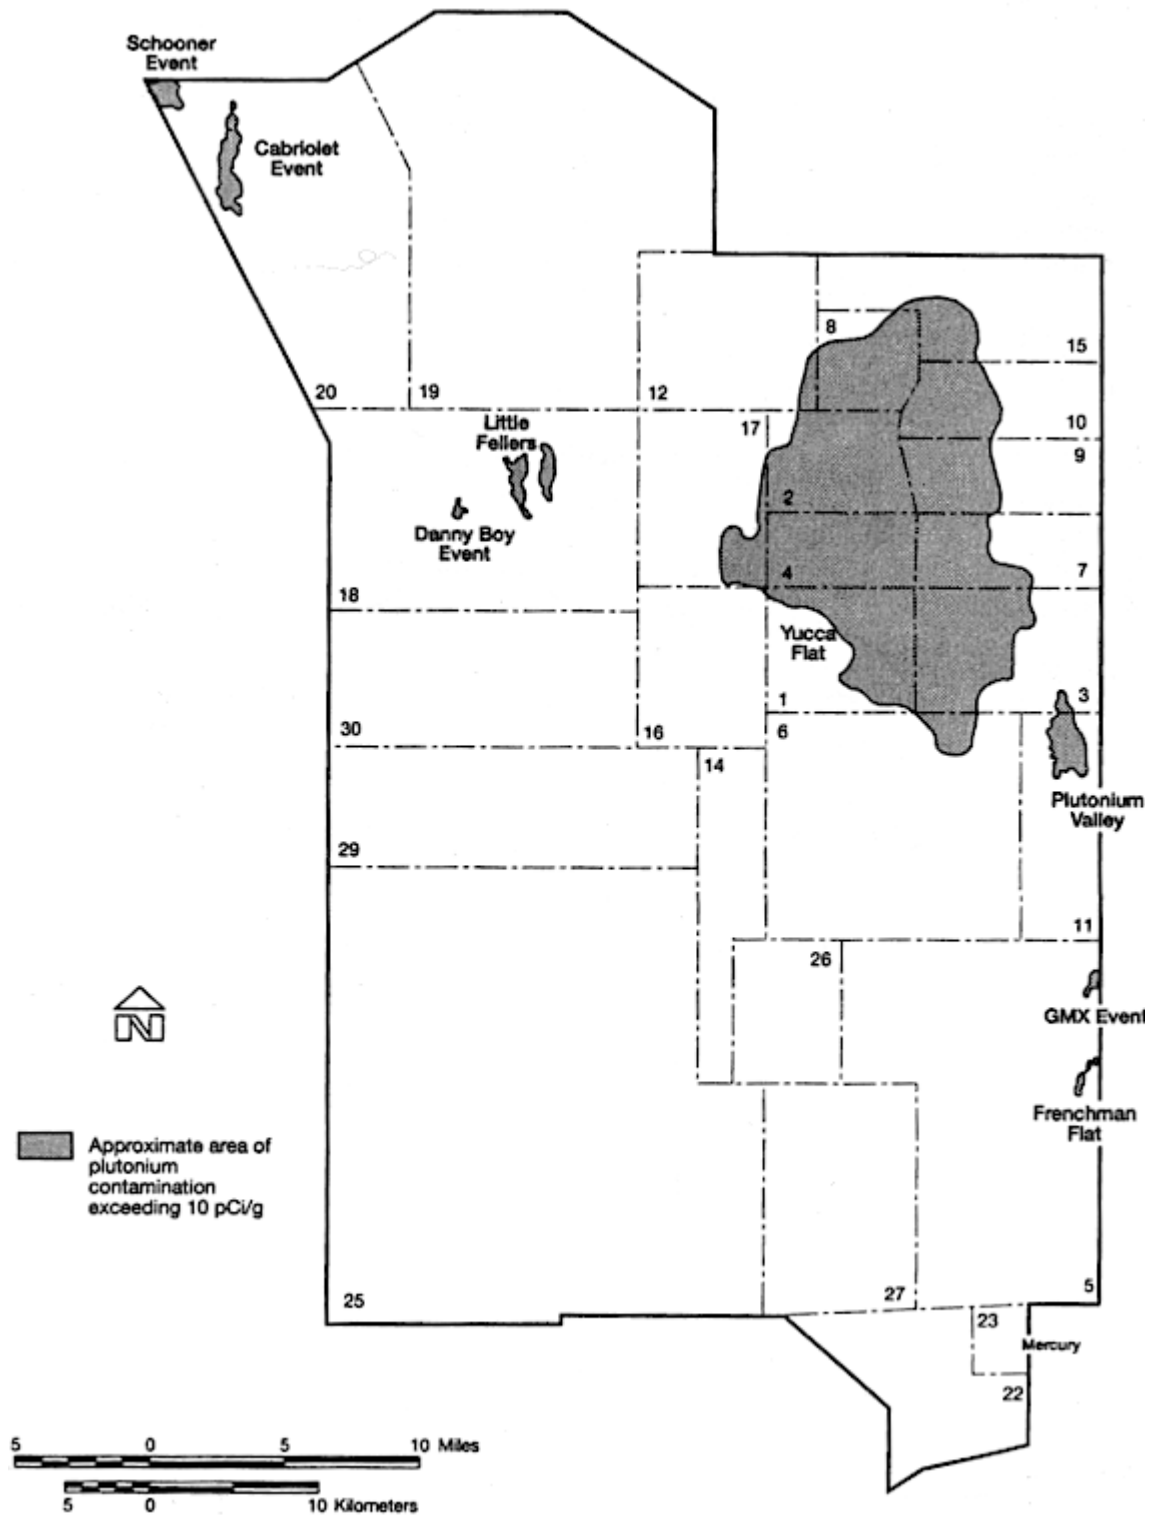 Schooner
Event
Cabriolet
Event
8
15
20
19
12
10
Little
Fellers
17
9
2
Danny Boy
Event
4
7
18
Yucca
Flat
1
3
30
16
6
14
Plutonium
Valley
29
11
26
N
GMX Event
Frenchman
Flat
Approximate area of
plutonium
contamination
exceeding 10 pCi/g
25
27
5
23
Mercury
22
5 0 5 10 Miles
5 0 10 Kilometers